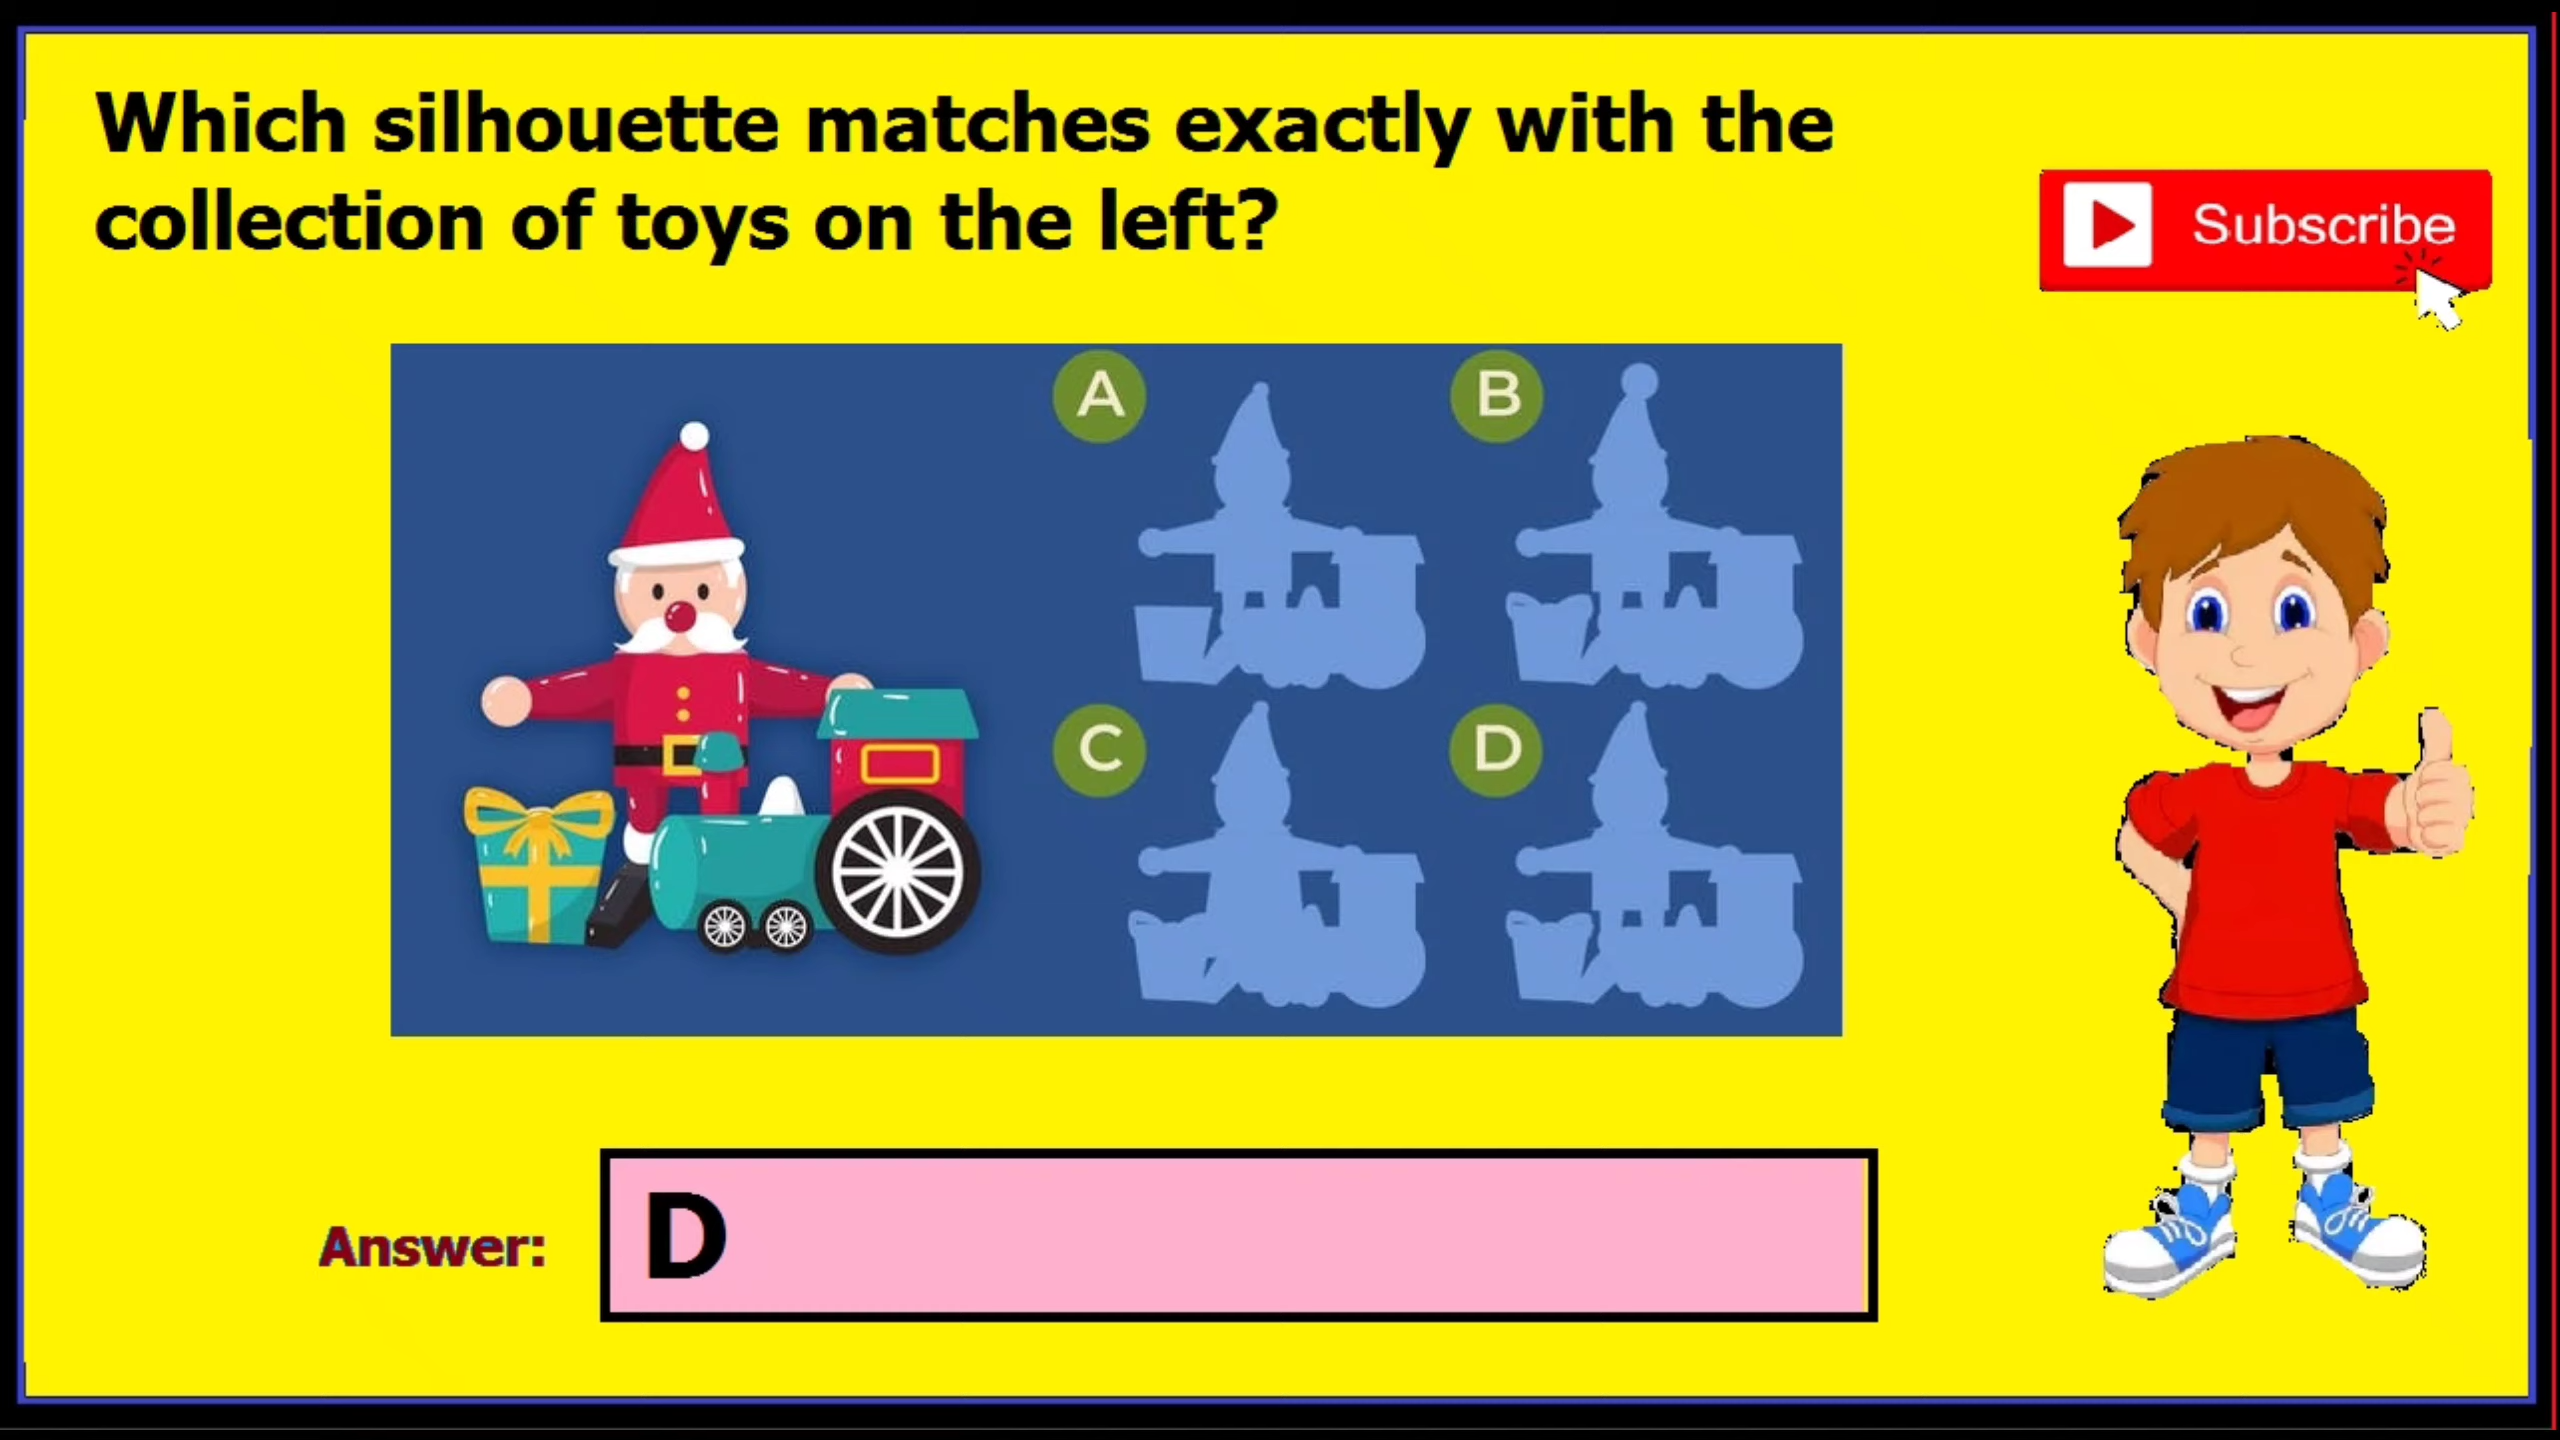 Which silhouette matches exactly with the
collection of toys on the left?
Subscribe
A
B
C
D
Answer:
D